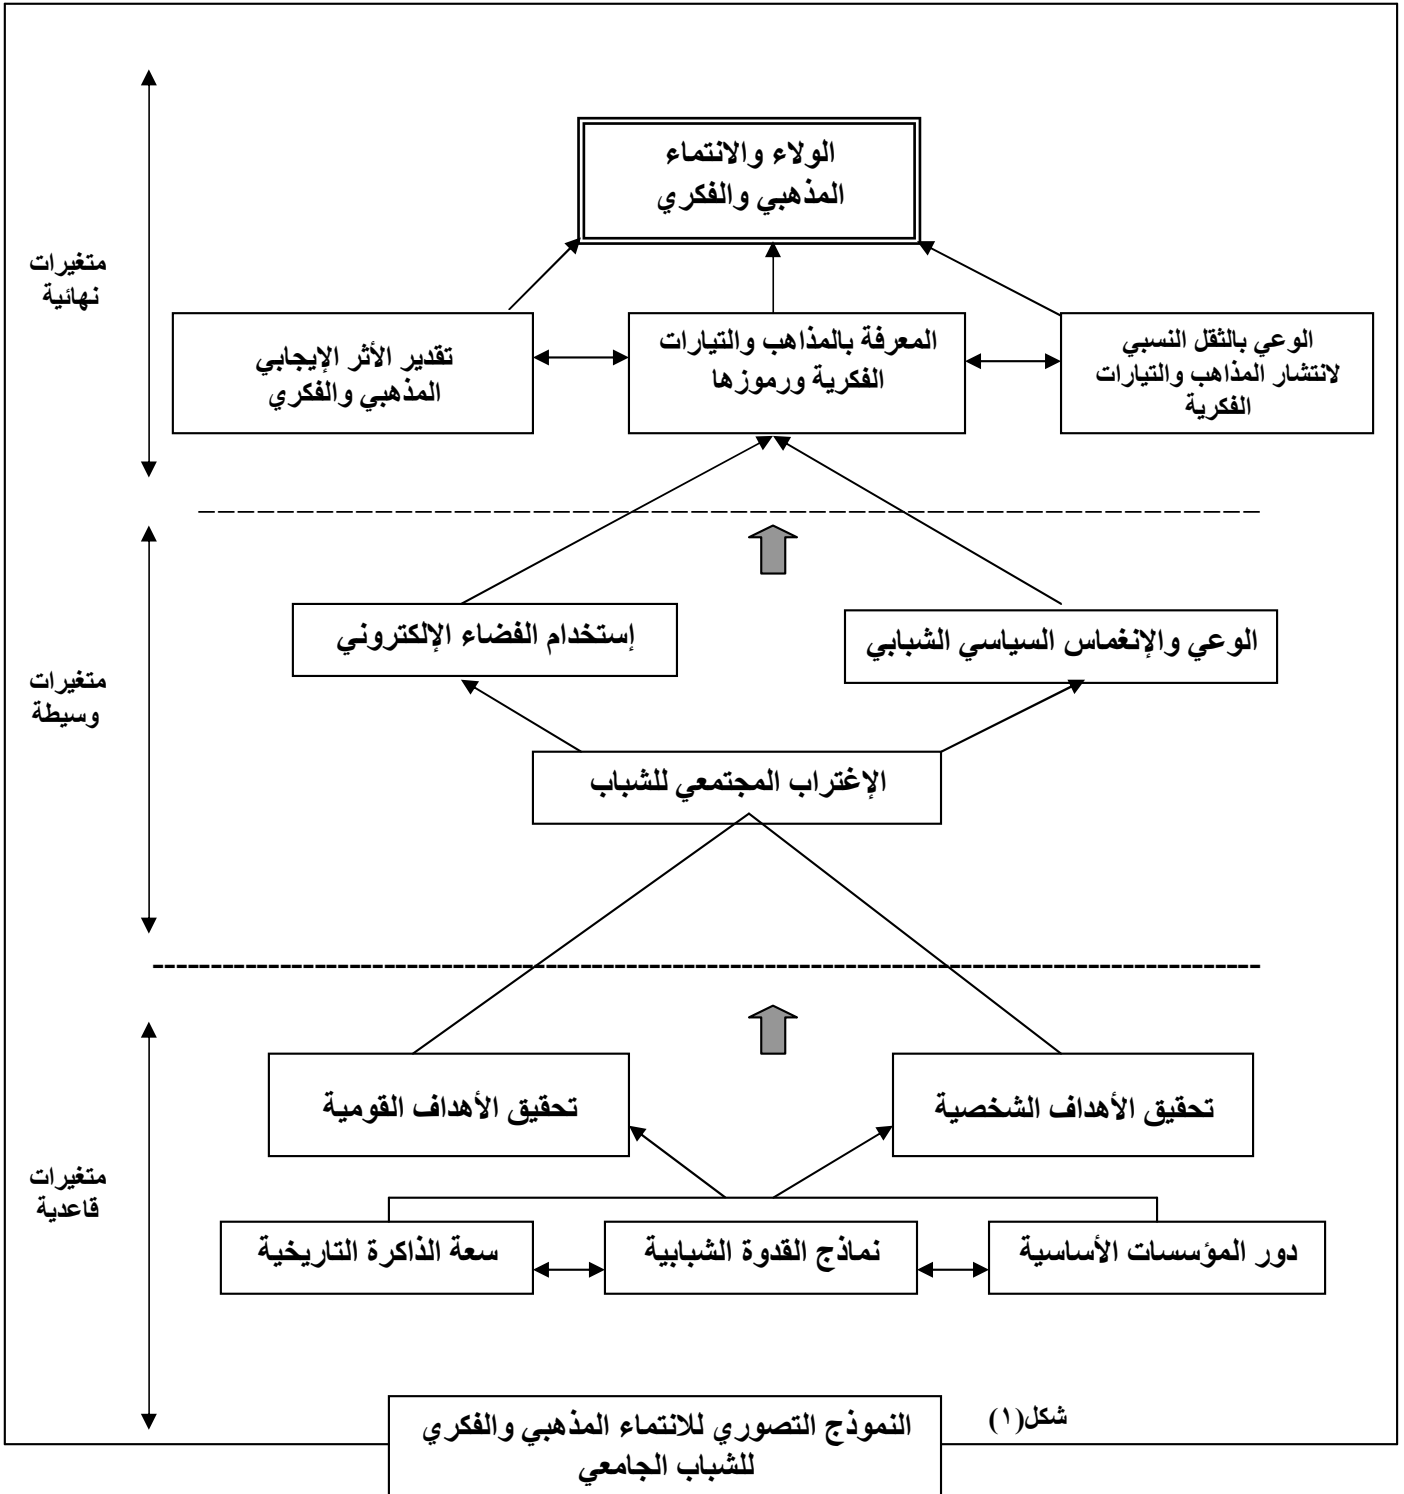 الولاء والانتماء
المذهبي والفكري
متغيرات
نهائية
الوعي بالثقل النسبي
لانتشار المذاهب والتيارات
الفكرية
المعرفة بالمذاهب والتيارات
الفكرية ورموزها
تقدير الأثر الإيجابي
المذهبي والفكري
الوعي والإنغماس السياسي الشبابي
إستخدام الفضاء الإلكتروني
متغيرات
وسيطة
الإغتراب المجتمعي للشباب
تحقيق الأهداف الشخصية
تحقيق الأهداف القومية
متغيرات
قاعدية
دور المؤسسات الأساسية
نماذج القدوة الشبابية
سعة الذاكرة التاريخية
شكل(١)
النموذج التصوري للانتماء المذهبي والفكري
للشباب الجامعي